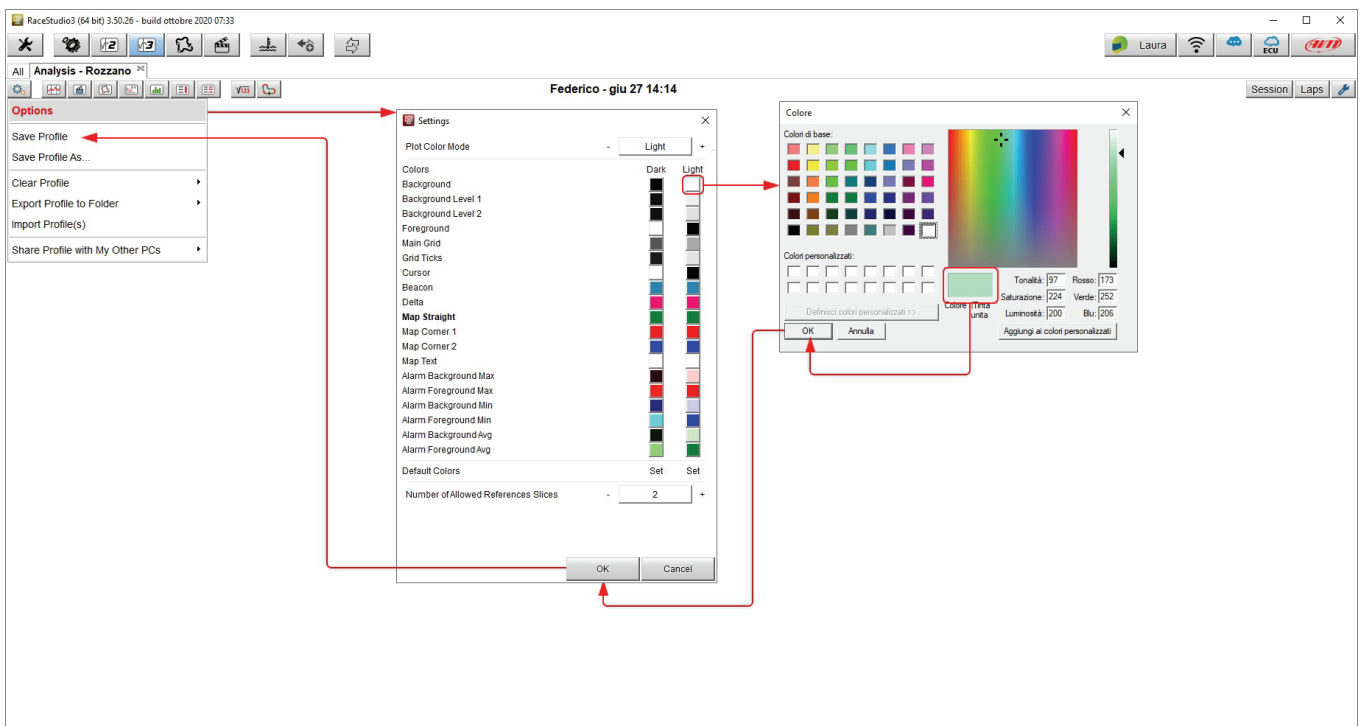 RaceStudio3 (64 bit) 3.50.26 - build ottobre 2020 07:33
Laura
ECU
All Analysis - Rozzano
Federico - giu 27 14:14
Session Laps
Options
Save Profile
Save Profile As...
Clear Profile
Export Profile to Folder
Import Profile(s)
Share Profile with My Other PCs
Settings
Plot Color Mode - Light +
Colors Dark Light
Background
Background Level 1
Background Level 2
Foreground
Main Grid
Grid Ticks
Cursor
Beacon
Delta
Map Straight
Map Corner 1
Map Corner 2
Map Text
Alarm Background Max
Alarm Foreground Max
Alarm Background Min
Alarm Foreground Min
Alarm Background Avg
Alarm Foreground Avg
Default Colors Set Set
Number of Allowed References Slices - 2 +
OK Cancel
Colore
Colori di base:
Colori personalizzati:
Definisci colori personalizzati >>
OK Annulla
Colore Tinta
unita
Tonalità: 97 Rosso: 173
Saturazione: 224 Verde: 252
Luminosità: 200 Blu: 206
Aggiungi ai colori personalizzati